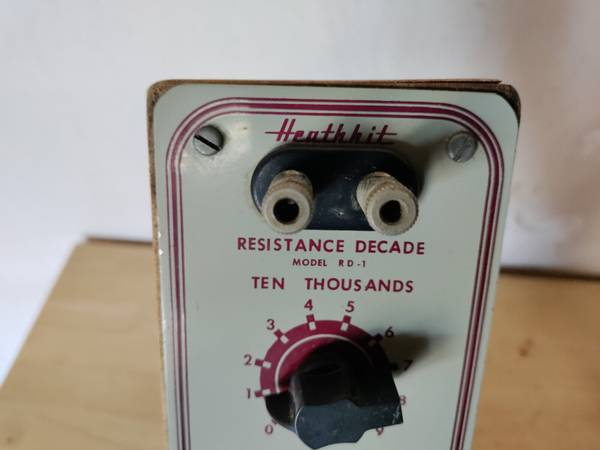 Heathkit
RESISTANCE DECADE
MODEL RD-1
TEN THOUSANDS
0
1
2
3
4
5
6
7
8
9